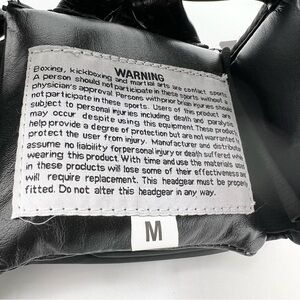 WARNING
Boxing, kickboxing and martial arts are contact sports.
A person should not participate in these sports without a
physician's approval. Persons with prior brain injuries should
not participate in these sports. Users of this product are
subject to personal injuries including death and paralysis
may occur despite using this equipment. These product
help provide a degree of protection but are not warranted to
protect the user from injury. Manufacturer and distributor
assume no liability for personal injury or death suffered while
wearing this product. With time and use the materials used
in these products will lose some of their effectiveness and
will require replacement. This headgear must be properly
fitted. Do not alter this headgear in any way.
M